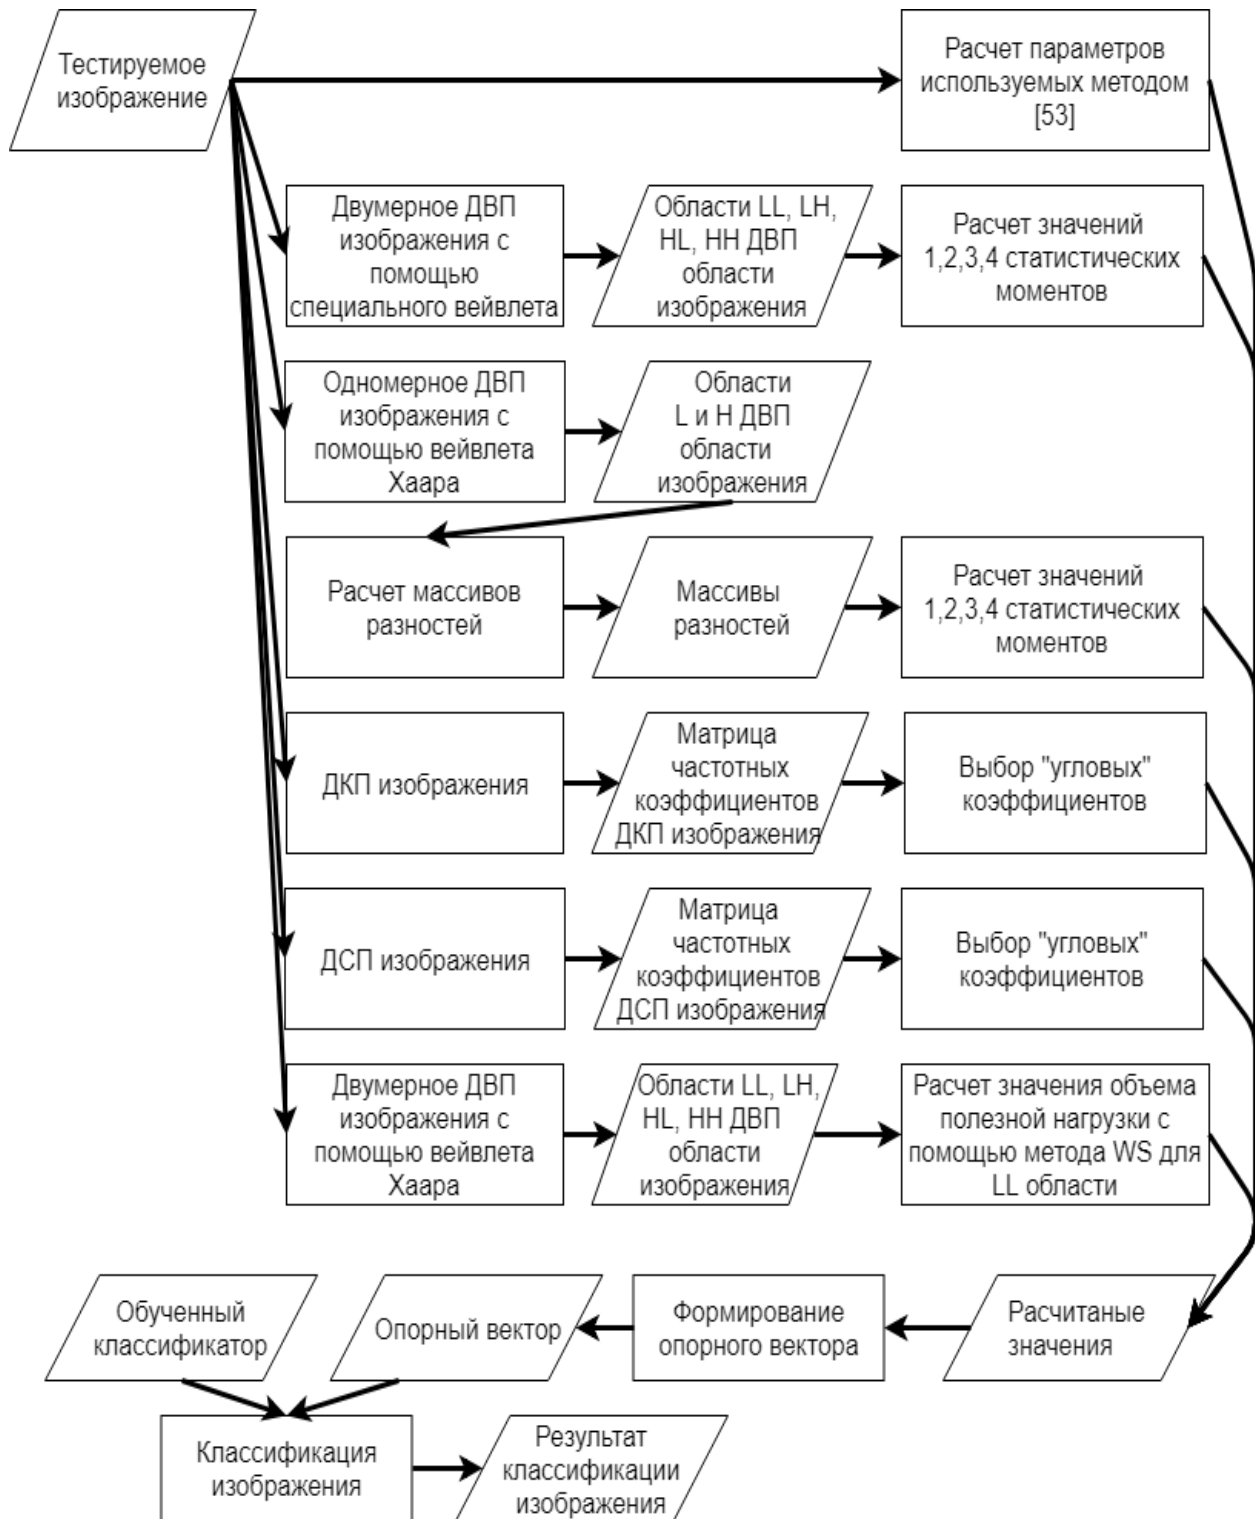 Тестируемое
изображение
Расчет параметров
используемых методом
[53]
Двумерное ДВП
изображения с
помощью
специального вейвлета
Области LL, LH,
HL, HH ДВП
области
изображения
Расчет значений
1,2,3,4 статистических
моментов
Одномерное ДВП
изображения с
помощью вейвлета
Хаара
Области
L и H ДВП
области
изображения
Расчет массивов
разностей
Массивы
разностей
Расчет значений
1,2,3,4 статистических
моментов
ДКП изображения
Матрица
частотных
коэффициентов
ДКП изображения
Выбор "угловых"
коэффициентов
ДСП изображения
Матрица
частотных
коэффициентов
ДСП изображения
Выбор "угловых"
коэффициентов
Двумерное ДВП
изображения с
помощью вейвлета
Хаара
Области LL, LH,
HL, HH ДВП
области
изображения
Расчет значения объема
полезной нагрузки с
помощью метода WS для
LL области
Обученный
классификатор
Опорный вектор
Формирование
опорного вектора
Расчитаные
значения
Классификация
изображения
Результат
классификации
изображения